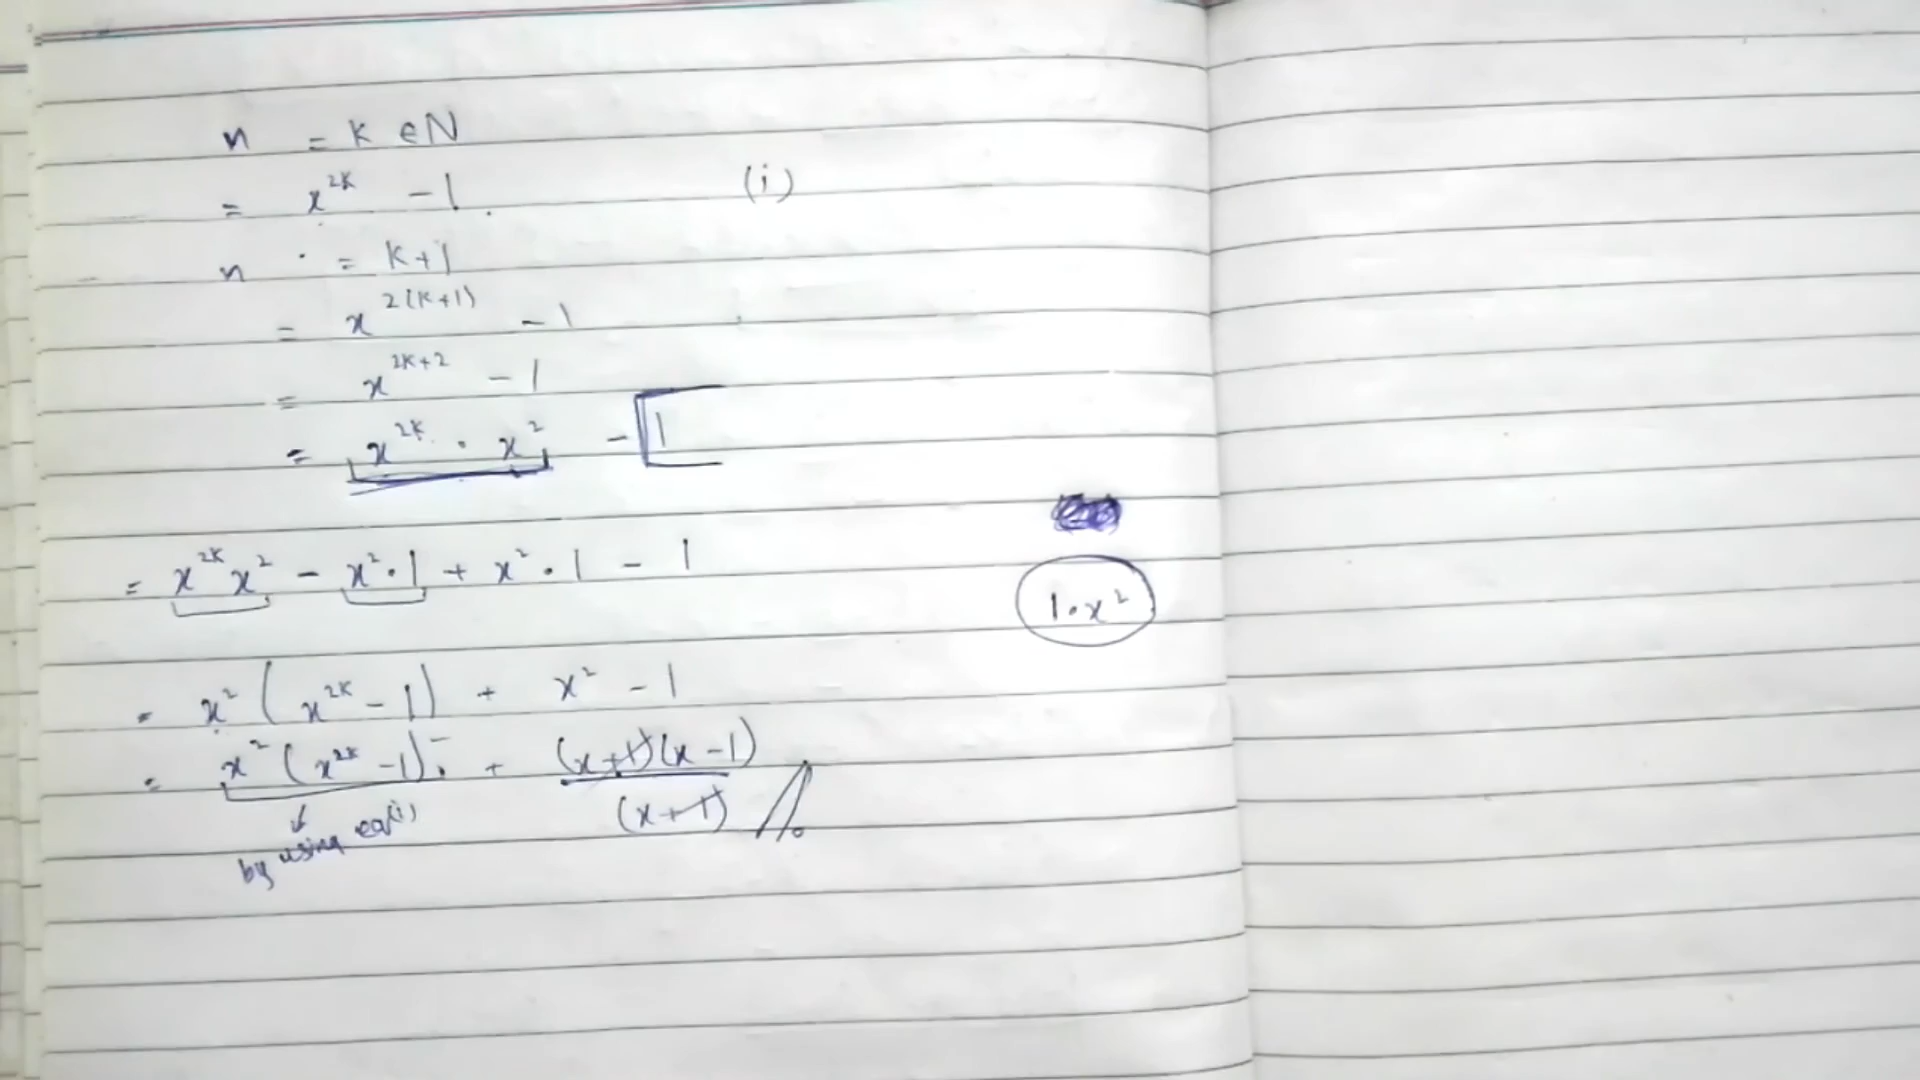 n = k ∈ N
= x^{2k} - 1 (i)
n = k+1
= x^{2(k+1)} - 1
= x^{2k+2} - 1
= x^{2k} · x^2 - 1
= x^{2k} x^2 - x^2·1 + x^2·1 - 1
1·x^2
= x^2 (x^{2k} - 1) + x^2 - 1
= x^2 (x^{2k} - 1) + (x+1)(x-1)
(x+1)
by using eq(i)